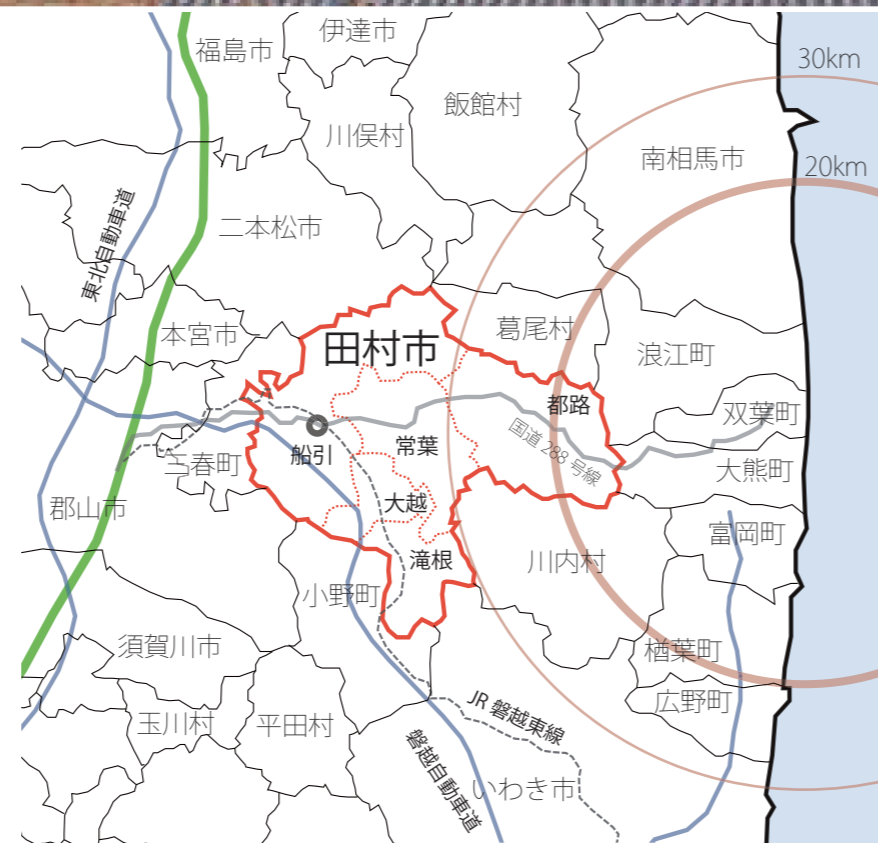 伊達市
福島市
30km
飯館村
川俣村
南相馬市
20km
二本松市
東北自動車道
本宮市
田村市
葛尾村
浪江町
都路
双葉町
国道 288 号線
常葉
船引
三春町
大熊町
大越
郡山市
富岡町
滝根
川内村
小野町
須賀川市
楢葉町
広野町
JR 磐越東線
玉川村
平田村
磐越自動車道
いわき市